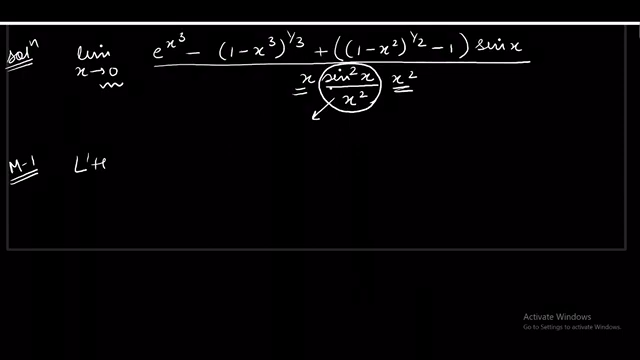 solⁿ lim x→0 e^{x³} − (1−x³)^{1/3} + ((1−x²)^{1/2} − 1) sin x
x sin²x/x² x²
M-1 L'H
Activate Windows
Go to Settings to activate Windows.